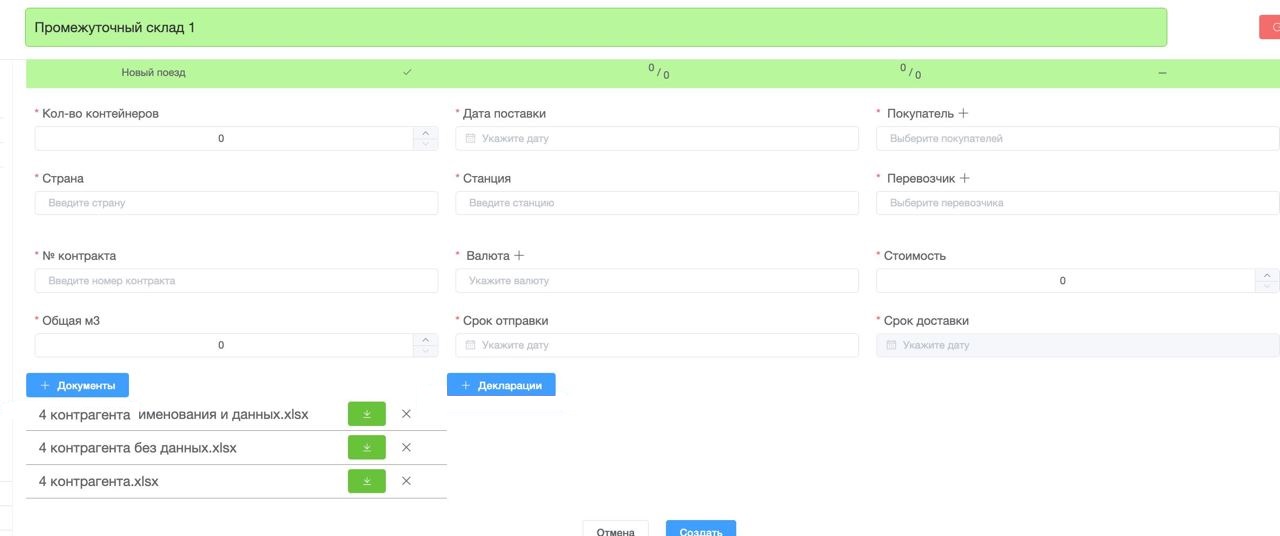 Промежуточный склад 1
Новый поезд 0 / 0 0 / 0 —
* Кол-во контейнеров * Дата поставки * Покупатель +
0 Укажите дату Выберите покупателей
* Страна * Станция * Перевозчик +
Введите страну Введите станцию Выберите перевозчика
* № контракта * Валюта + * Стоимость
Введите номер контракта Укажите валюту 0
* Общая м3 * Срок отправки * Срок доставки
0 Укажите дату Укажите дату
+ Документы + Декларации
4 контрагента именования и данных.xlsx
4 контрагента без данных.xlsx
4 контрагента.xlsx
Отмена Создать